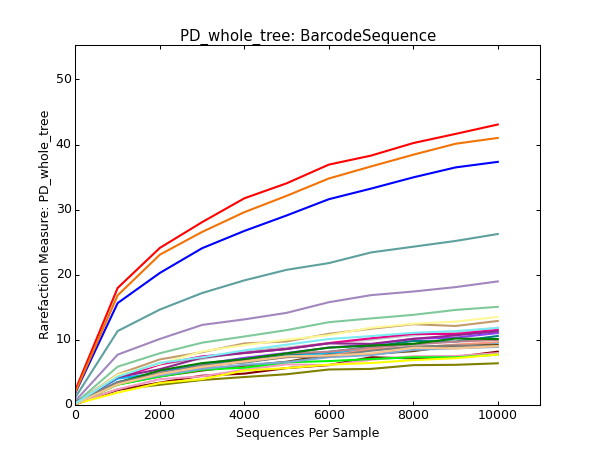 PD_whole_tree: BarcodeSequence
50
40
30
20
10
0
Rarefaction Measure: PD_whole_tree
0 2000 4000 6000 8000 10000
Sequences Per Sample